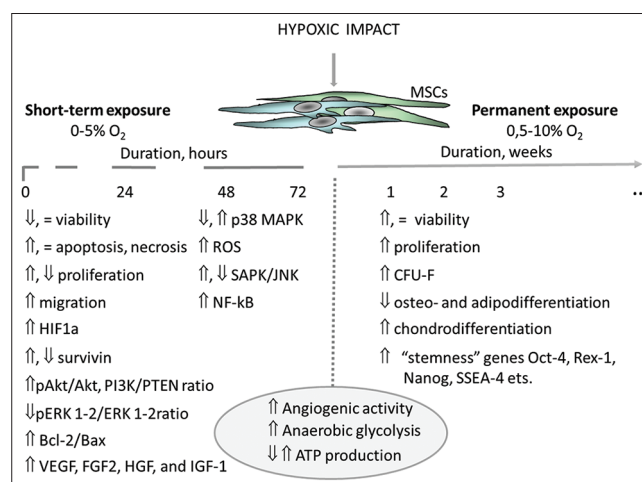 HYPOXIC IMPACT
MSCs
Short-term exposure
0-5% O₂
Permanent exposure
0,5-10% O₂
Duration, hours
Duration, weeks
0 24 48 72
1 2 3 ..
⇓, = viability
⇑, = apoptosis, necrosis
⇑, ⇓ proliferation
⇑ migration
⇑ HIF1a
⇑, ⇓ survivin
⇑pAkt/Akt, PI3K/PTEN ratio
⇓pERK 1-2/ERK 1-2ratio
⇑ Bcl-2/Bax
⇑ VEGF, FGF2, HGF, and IGF-1
⇓, ⇑ p38 MAPK
⇑ ROS
⇑, ⇓ SAPK/JNK
⇑ NF-kB
⇑, = viability
⇑ proliferation
⇑ CFU-F
⇓ osteo- and adipodifferentiation
⇑ chondrodifferentiation
⇑ “stemness” genes Oct-4, Rex-1,
Nanog, SSEA-4 ets.
⇑ Angiogenic activity
⇑ Anaerobic glycolysis
⇓⇑ ATP production